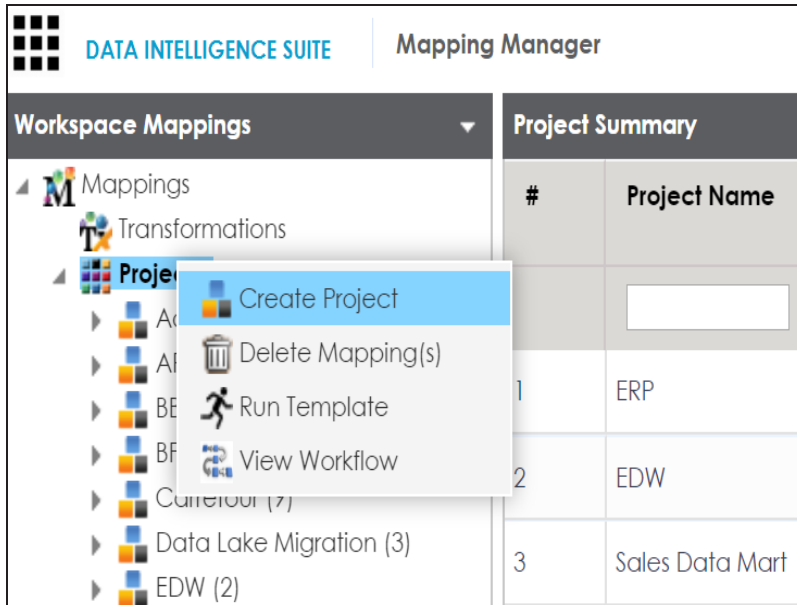 DATA INTELLIGENCE SUITE
Mapping Manager
Workspace Mappings
Project Summary
Mappings
Transformations
Create Project
Delete Mapping(s)
Run Template
View Workflow
Data Lake Migration (3)
EDW (2)
# Project Name
1 ERP
2 EDW
3 Sales Data Mart